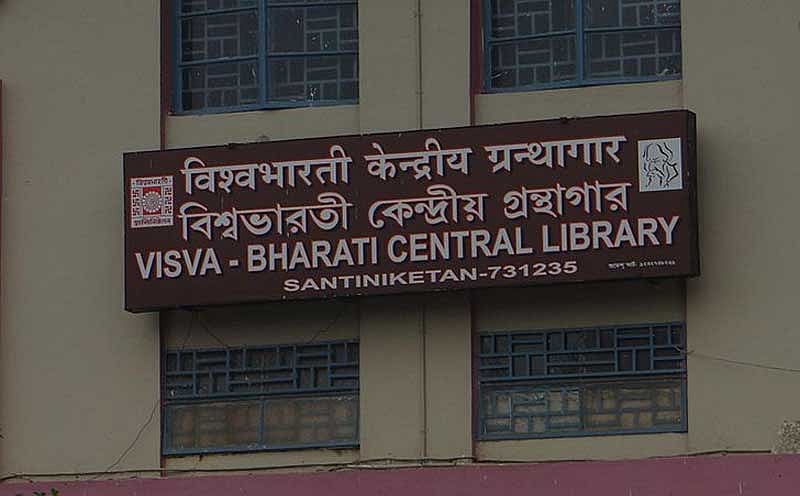 विश्वभारती केन्द्रीय ग्रन्थागार
বিশ্বভারতী কেন্দ্রীয় গ্রন্থাগার
VISVA - BHARATI CENTRAL LIBRARY
SANTINIKETAN-731235